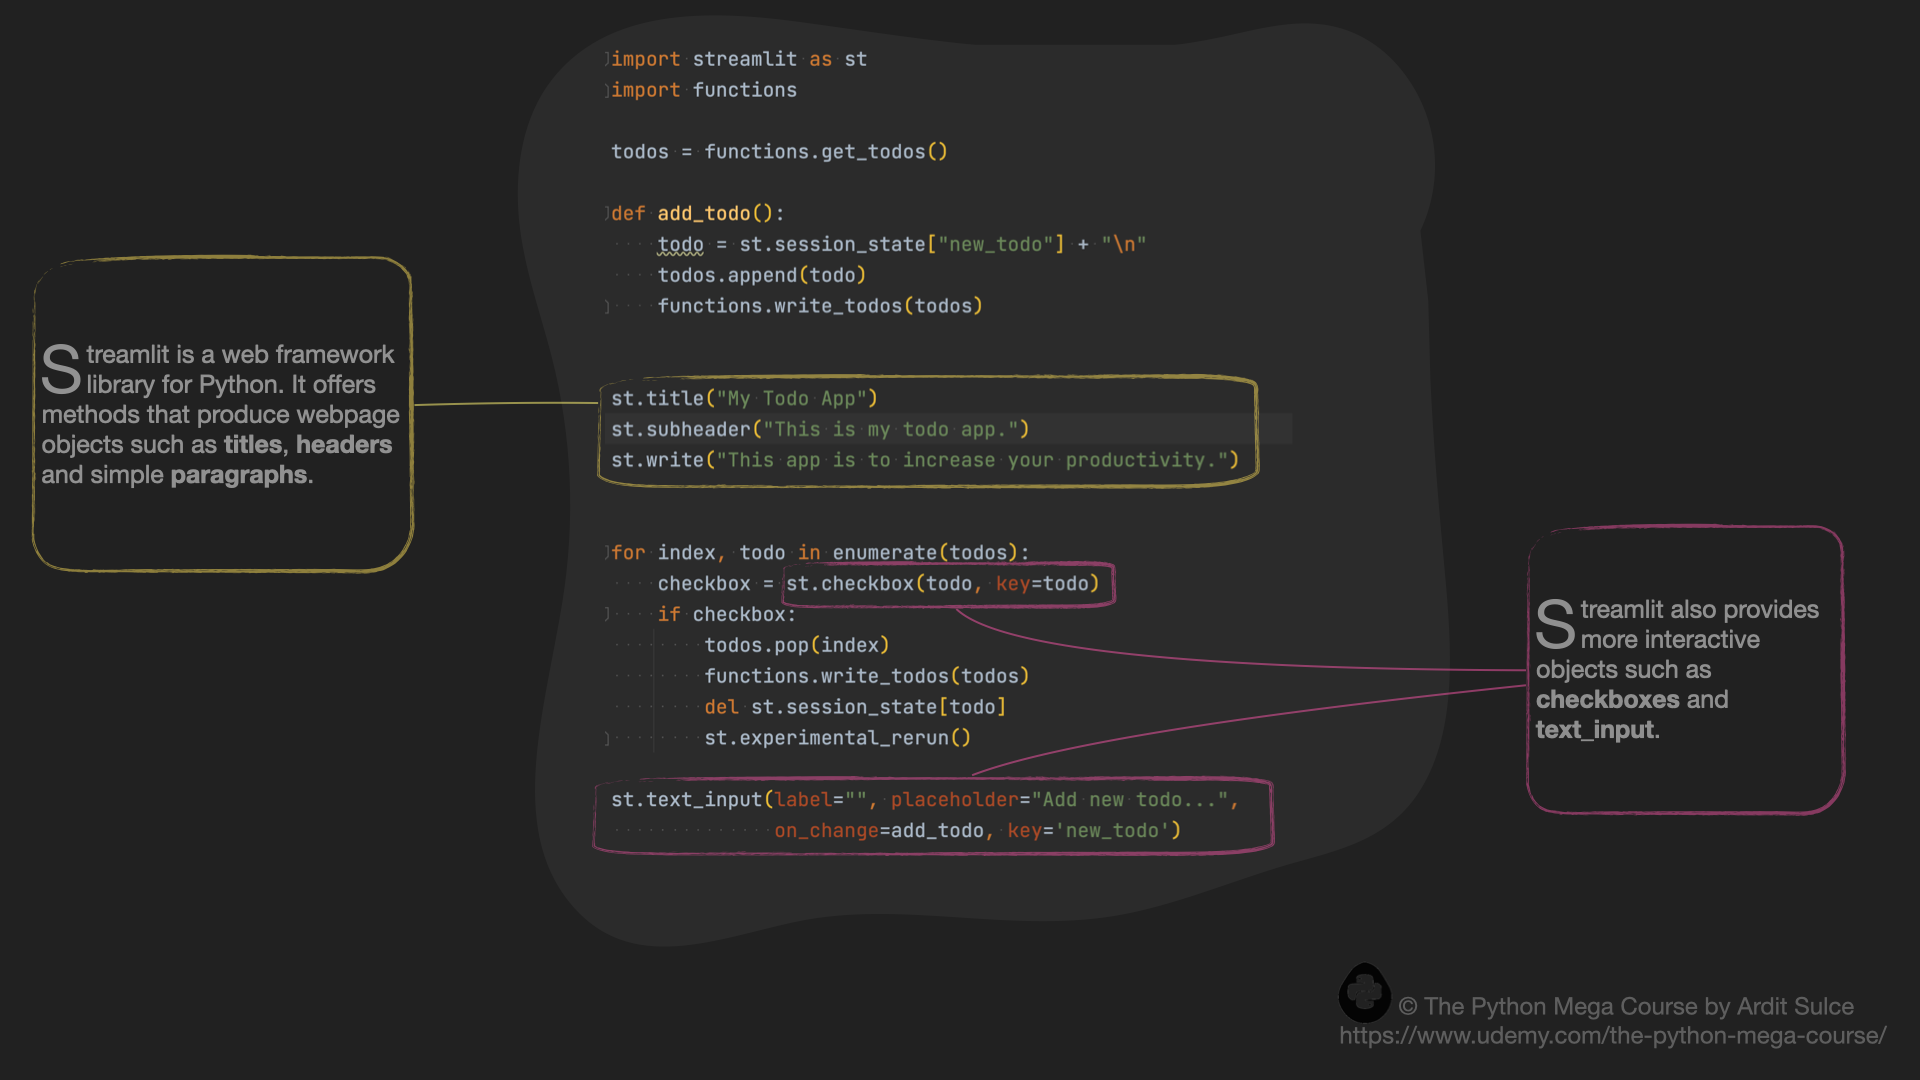 import streamlit as st
import functions
todos = functions.get_todos()
def add_todo():
    todo = st.session_state["new_todo"] + "\n"
    todos.append(todo)
    functions.write_todos(todos)
Streamlit is a web framework
library for Python. It offers
methods that produce webpage
objects such as titles, headers
and simple paragraphs.
st.title("My Todo App")
st.subheader("This is my todo app.")
st.write("This app is to increase your productivity.")
for index, todo in enumerate(todos):
    checkbox = st.checkbox(todo, key=todo)
    if checkbox:
        todos.pop(index)
        functions.write_todos(todos)
        del st.session_state[todo]
        st.experimental_rerun()
Streamlit also provides
more interactive
objects such as
checkboxes and
text_input.
st.text_input(label="", placeholder="Add new todo...",
              on_change=add_todo, key='new_todo')
© The Python Mega Course by Ardit Sulce
https://www.udemy.com/the-python-mega-course/